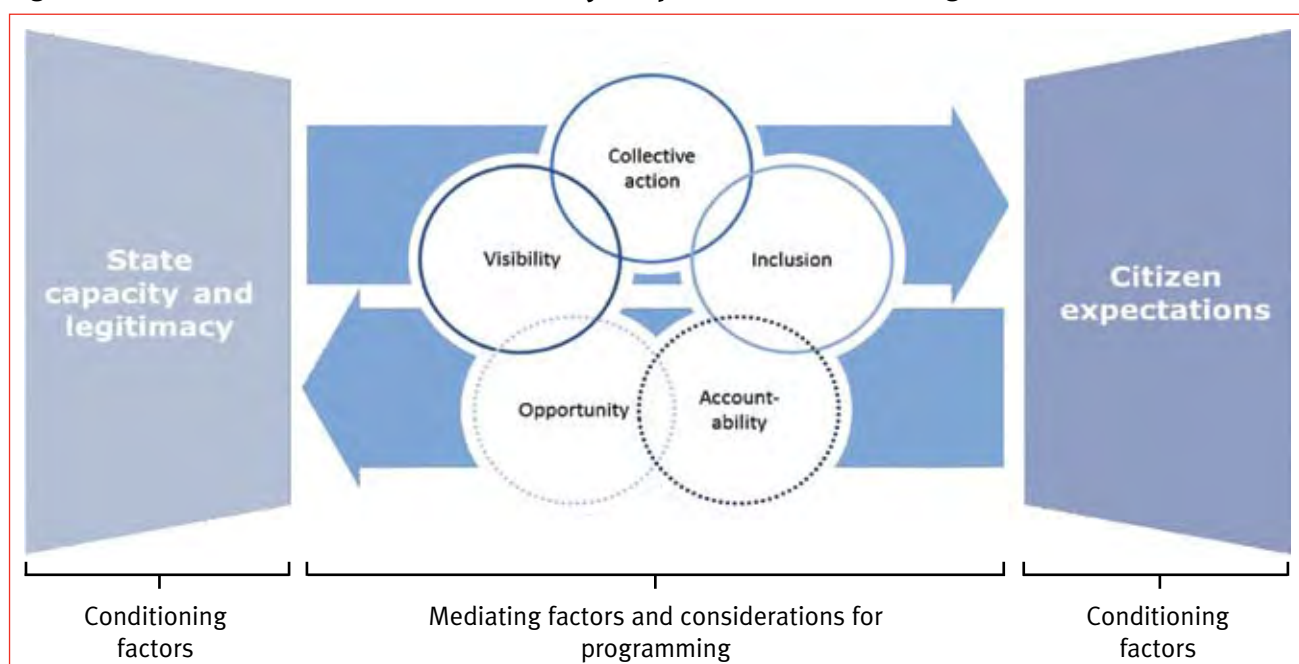 Collective
action
Visibility
Inclusion
State
capacity and
legitimacy
Citizen
expectations
Opportunity
Account-
ability
Conditioning
factors
Mediating factors and considerations for
programming
Conditioning
factors